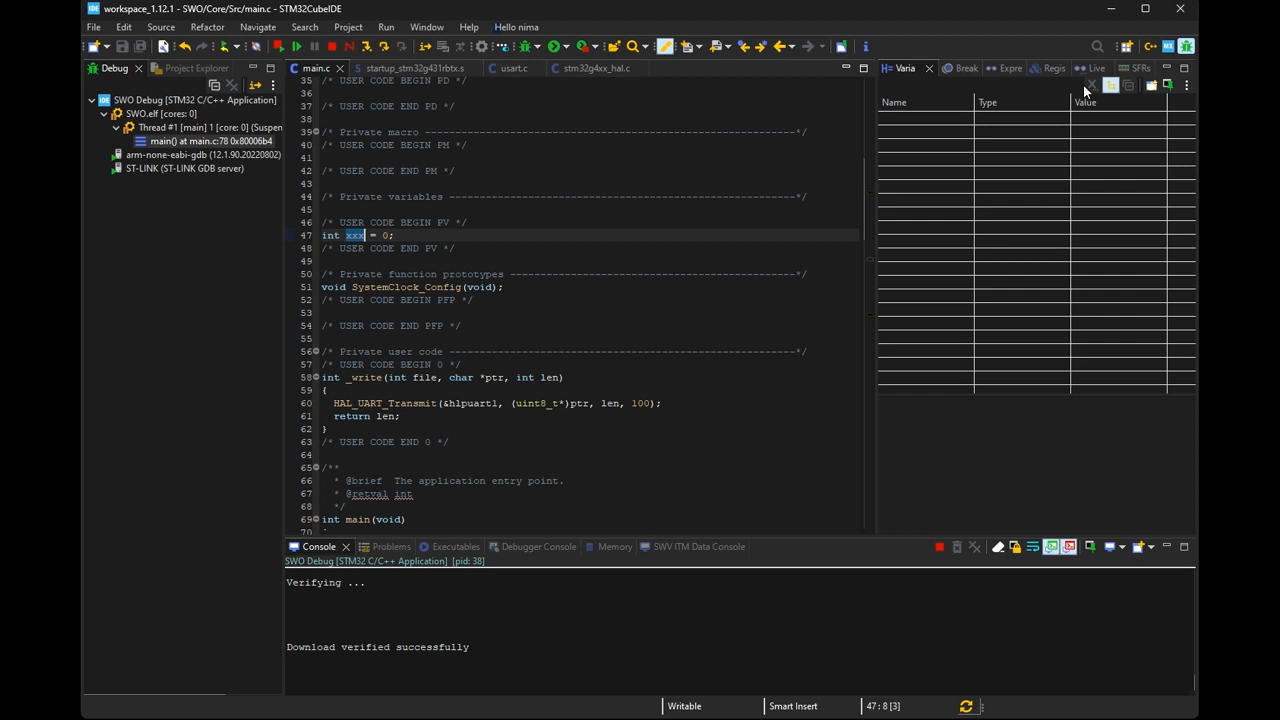 workspace_1.12.1 - SWO/Core/Src/main.c - STM32CubeIDE
File Edit Source Refactor Navigate Search Project Run Window Hello nima
Debug Project Explorer
SWO Debug [STM32 C/C++ Application]
SWO.elf [cores: 0]
Thread #1 [main] 1 [core: 0] (Suspen
main() at main.c:78 0x80006b4
arm-none-eabi-gdb (12.1.90.20220802)
ST-LINK (ST-LINK GDB server)
main.c startup_stm32g431rbtx.s usart.c stm32g4xx_hal.c
35 /* USER CODE BEGIN PD */
36
37 /* USER CODE END PD */
38
39 /* Private macro -------------------------------------------------------------*/
40 /* USER CODE BEGIN PM */
41
42 /* USER CODE END PM */
43
44 /* Private variables ---------------------------------------------------------*/
45
46 /* USER CODE BEGIN PV */
47 int xxx = 0;
48 /* USER CODE END PV */
49
50 /* Private function prototypes -----------------------------------------------*/
51 void SystemClock_Config(void);
52 /* USER CODE BEGIN PFP */
53
54 /* USER CODE END PFP */
55
56 /* Private user code ---------------------------------------------------------*/
57 /* USER CODE BEGIN 0 */
58 int _write(int file, char *ptr, int len)
59 {
60 HAL_UART_Transmit(&hlpuart1, (uint8_t*)ptr, len, 100);
61 return len;
62 }
63 /* USER CODE END 0 */
64
65 /**
66 * @brief The application entry point.
67 * @retval int
68 */
69 int main(void)
70
Varia Break Expre Regis Live SFRs
Name Type Value
Console Problems Executables Debugger Console Memory SWV ITM Data Console
SWO Debug [STM32 C/C++ Application] [pid: 38]
Verifying ...
Download verified successfully
Writable Smart Insert 47 : 8 [3]